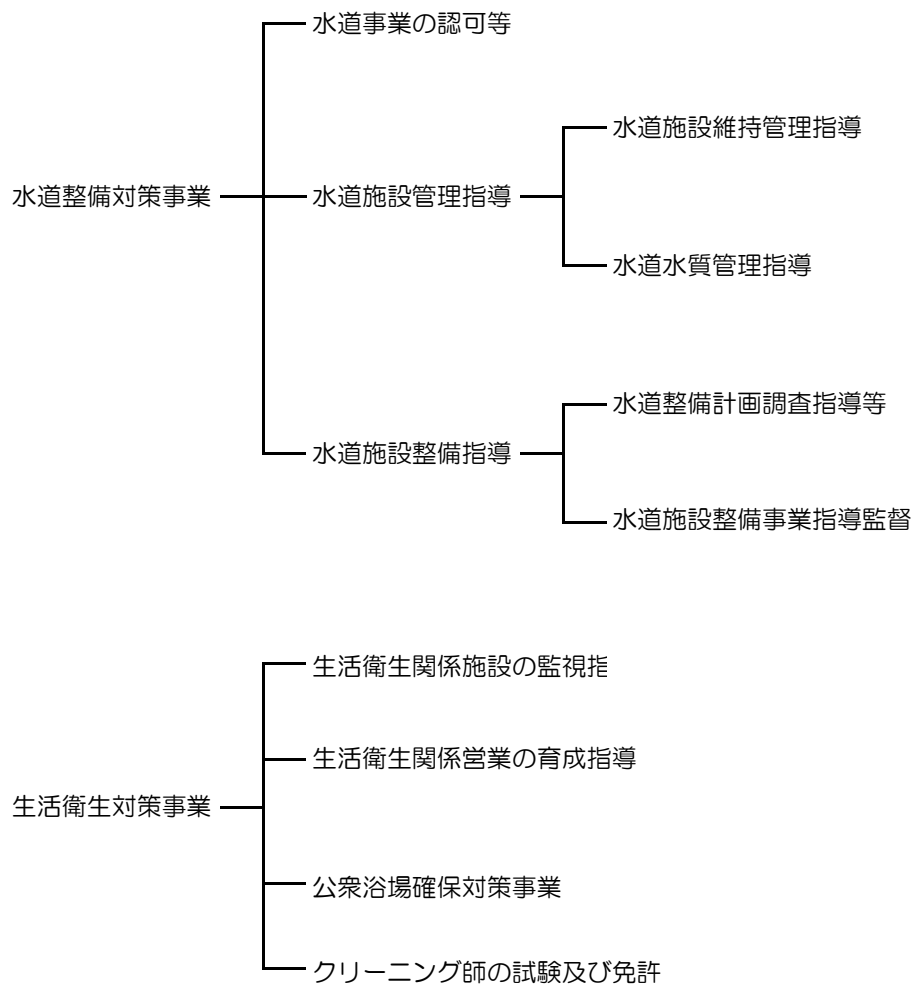 水道事業の認可等
水道施設維持管理指導
水道整備対策事業
水道施設管理指導
水道水質管理指導
水道整備計画調査指導等
水道施設整備指導
水道施設整備事業指導監督
生活衛生関係施設の監視指
生活衛生関係営業の育成指導
生活衛生対策事業
公衆浴場確保対策事業
クリーニング師の試験及び免許